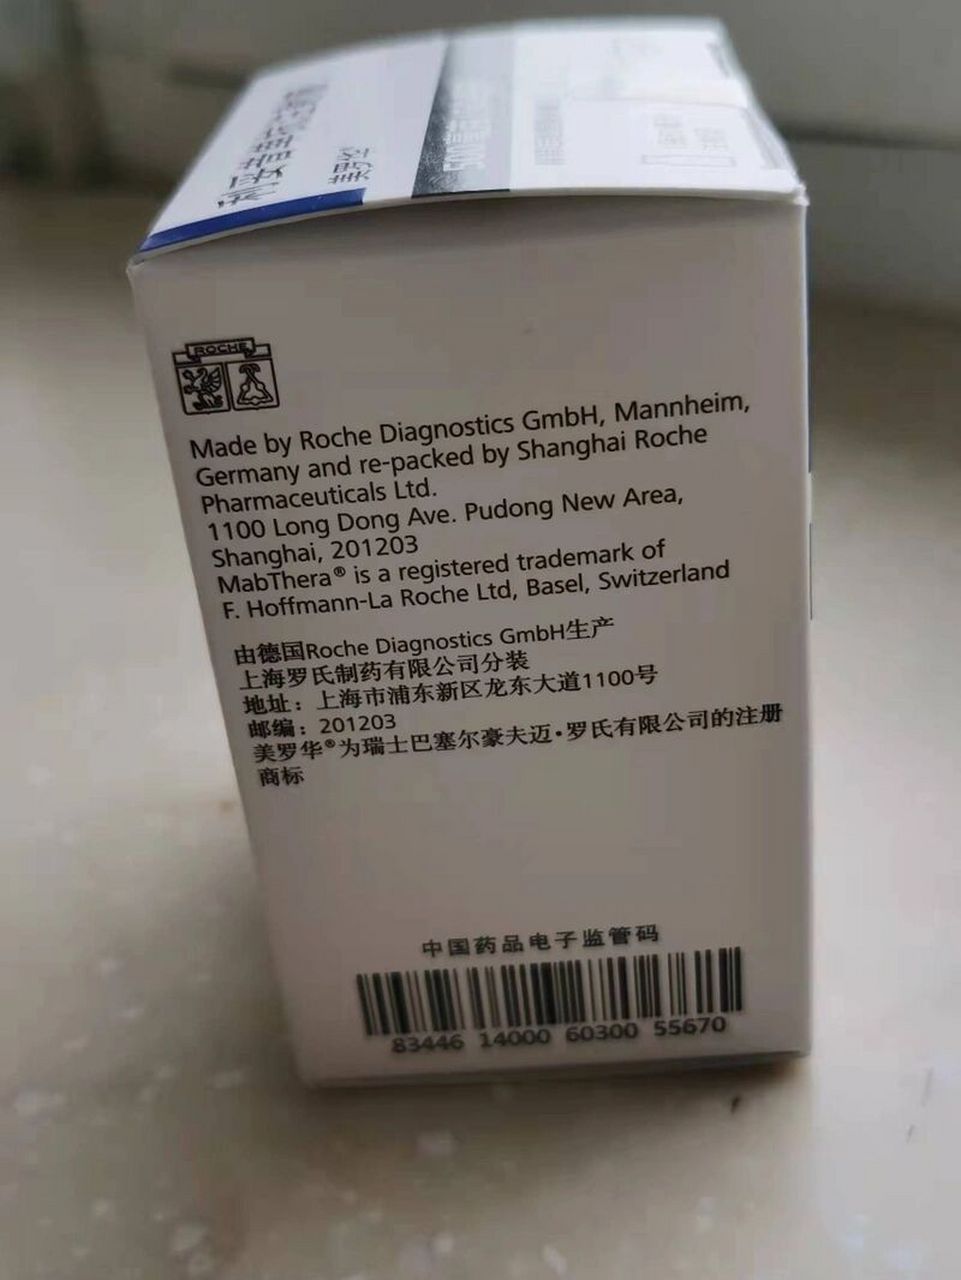 ROCHE
Made by Roche Diagnostics GmbH, Mannheim,
Germany and re-packed by Shanghai Roche
Pharmaceuticals Ltd.
1100 Long Dong Ave. Pudong New Area,
Shanghai, 201203
MabThera® is a registered trademark of
F. Hoffmann-La Roche Ltd, Basel, Switzerland
由德国Roche Diagnostics GmbH生产
上海罗氏制药有限公司分装
地址：上海市浦东新区龙东大道1100号
邮编：201203
美罗华®为瑞士巴塞尔豪夫迈·罗氏有限公司的注册
商标
中国药品电子监管码
83446 14000 60300 55670